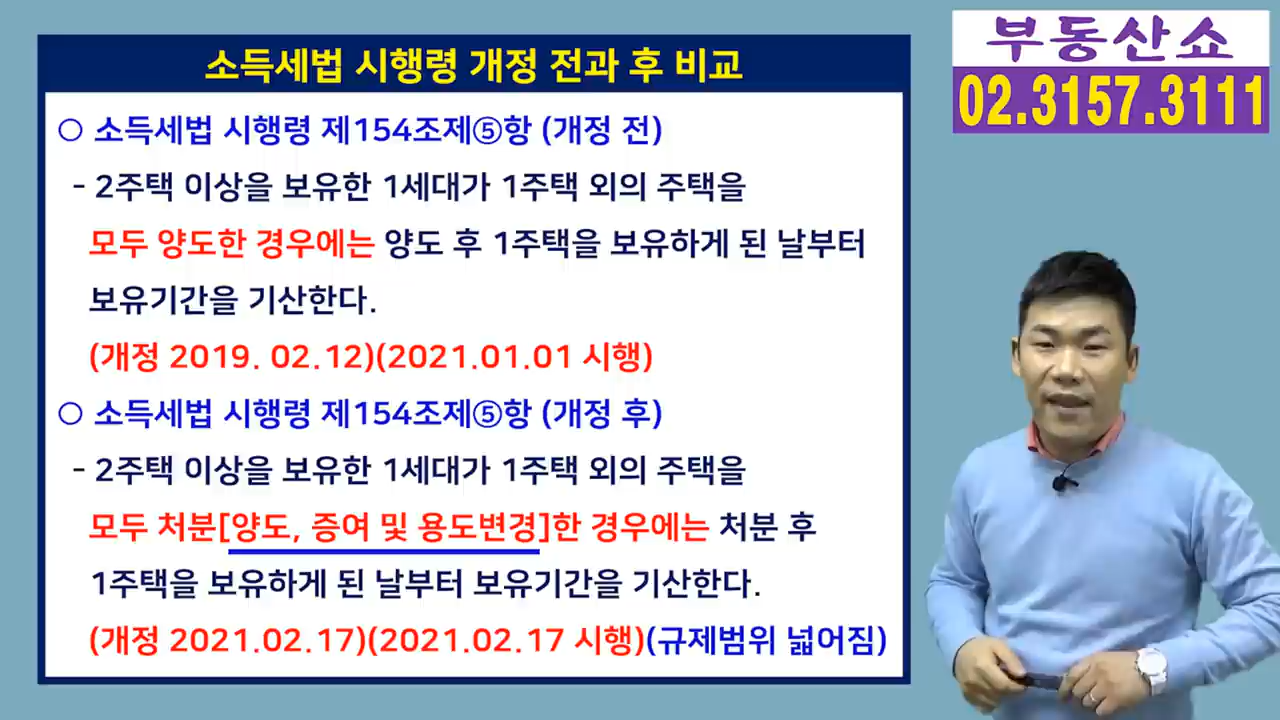 소득세법 시행령 개정 전과 후 비교
○ 소득세법 시행령 제154조제⑤항 (개정 전)
- 2주택 이상을 보유한 1세대가 1주택 외의 주택을
모두 양도한 경우에는 양도 후 1주택을 보유하게 된 날부터
보유기간을 기산한다.
(개정 2019. 02.12)(2021.01.01 시행)
○ 소득세법 시행령 제154조제⑤항 (개정 후)
- 2주택 이상을 보유한 1세대가 1주택 외의 주택을
모두 처분[양도, 증여 및 용도변경]한 경우에는 처분 후
1주택을 보유하게 된 날부터 보유기간을 기산한다.
(개정 2021.02.17)(2021.02.17 시행)(규제범위 넓어짐)
부동산쇼
02.3157.3111